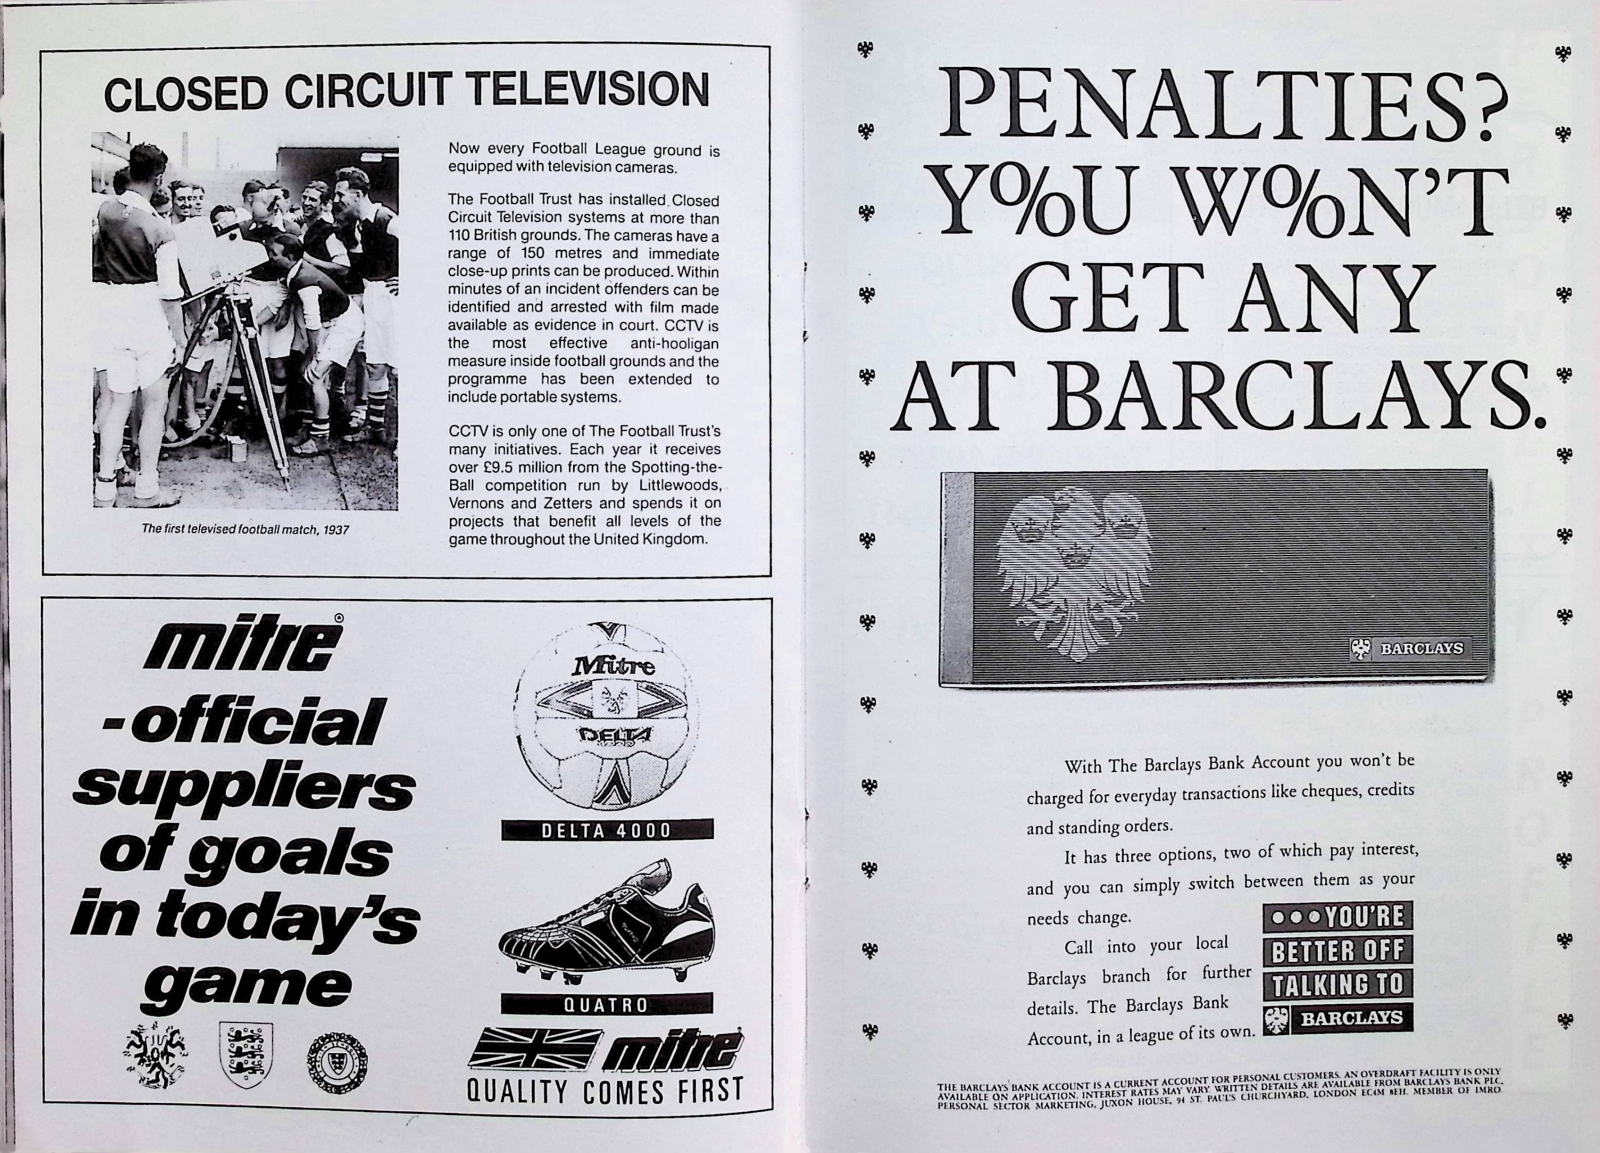 CLOSED CIRCUIT TELEVISION
The first televised football match, 1937
Now every Football League ground is
equipped with television cameras.
The Football Trust has installed Closed
Circuit Television systems at more than
110 British grounds. The cameras have a
range of 150 metres and immediate
close-up prints can be produced. Within
minutes of an incident offenders can be
identified and arrested with film made
available as evidence in court. CCTV is
the most effective anti-hooligan
measure inside football grounds and the
programme has been extended to
include portable systems.
CCTV is only one of The Football Trust's
many initiatives. Each year it receives
over £9.5 million from the Spotting-the-
Ball competition run by Littlewoods,
Vernons and Zetters and spends it on
projects that benefit all levels of the
game throughout the United Kingdom.
mitre®
- official
suppliers
of goals
in today's
game
Mitre
DELTA
DELTA 4000
QUATRO
mitre
QUALITY COMES FIRST
PENALTIES?
Y%U W%N'T
GET ANY
AT BARCLAYS.
BARCLAYS
With The Barclays Bank Account you won't be
charged for everyday transactions like cheques, credits
and standing orders.
It has three options, two of which pay interest,
and you can simply switch between them as your
needs change.
Call into your local
Barclays branch for further
details. The Barclays Bank
Account, in a league of its own.
●●●YOU'RE
BETTER OFF
TALKING TO
BARCLAYS
THE BARCLAYS BANK ACCOUNT IS A CURRENT ACCOUNT FOR PERSONAL CUSTOMERS. AN OVERDRAFT FACILITY IS ONLY
AVAILABLE ON APPLICATION. INTEREST RATES MAY VARY. WRITTEN DETAILS ARE AVAILABLE FROM BARCLAYS BANK PLC,
PERSONAL SECTOR MARKETING, JUXON HOUSE, 94 ST. PAUL'S CHURCHYARD, LONDON EC4M 8EH. MEMBER OF IMRO